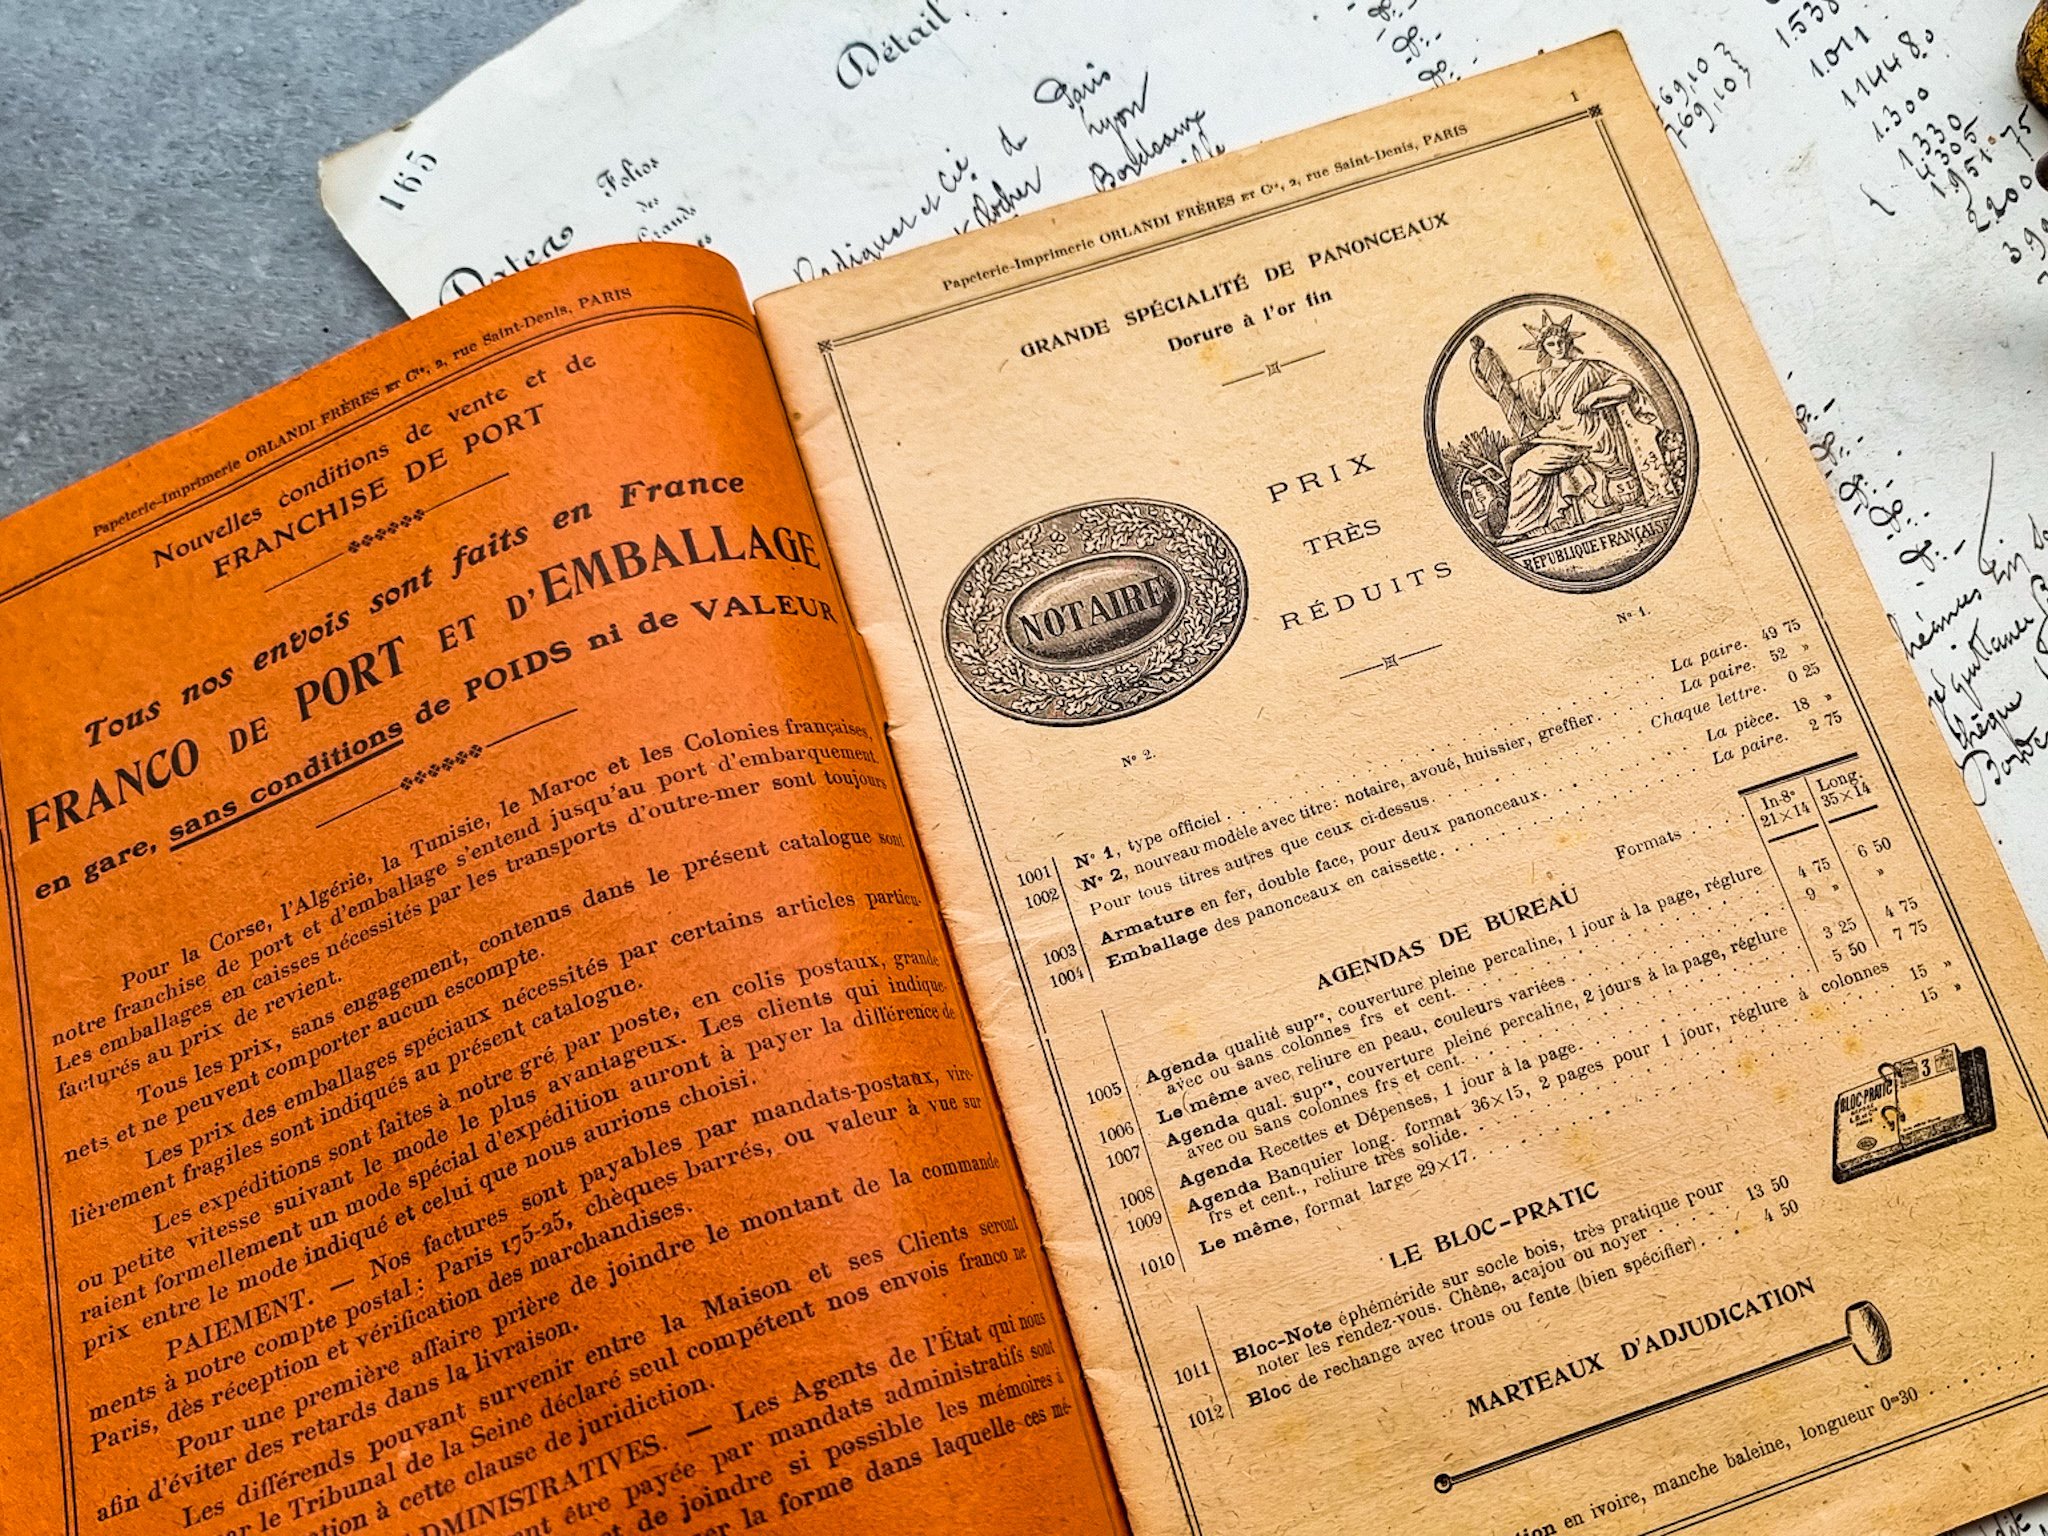 165
Détail
Folios
des
Grands
Dates
Paris
Lyon
Bordeaux
1.011
11448.0
1.300
1.330
4305
1.951.75
2200
769,10
Papeterie-Imprimerie ORLANDI FRÈRES ET Cie, 2, rue Saint-Denis, PARIS
Nouvelles conditions de vente et de
FRANCHISE DE PORT
Tous nos envois sont faits en France
FRANCO DE PORT ET D'EMBALLAGE
en gare, sans conditions de POIDS ni de VALEUR
Pour la Corse, l'Algérie, la Tunisie, le Maroc et les Colonies françaises,
notre franchise de port et d'emballage s'entend jusqu'au port d'embarquement.
Les emballages en caisses nécessités par les transports d'outre-mer sont toujours
facturés au prix de revient.
Tous les prix, sans engagement, contenus dans le présent catalogue sont
nets et ne peuvent comporter aucun escompte.
Les prix des emballages spéciaux nécessités par certains articles particu-
lièrement fragiles sont indiqués au présent catalogue.
Les expéditions sont faites à notre gré par poste, en colis postaux, grande
ou petite vitesse suivant le mode le plus avantageux. Les clients qui indique-
raient formellement un mode spécial d'expédition auront à payer la différence de
prix entre le mode indiqué et celui que nous aurions choisi.
PAIEMENT. — Nos factures sont payables par mandats-postaux, vire-
ments à notre compte postal : Paris 175-25, chèques barrés, ou valeur à vue sur
Paris, dès réception et vérification des marchandises.
Pour une première affaire prière de joindre le montant de la commande
afin d'éviter des retards dans la livraison.
Les différends pouvant survenir entre la Maison et ses Clients seront
le Tribunal de la Seine déclaré seul compétent nos envois franco ne
à cette clause de juridiction.
DMINISTRATIVES. — Les Agents de l'État qui nous
être payée par mandats administratifs sont
de joindre si possible les mémoires à
la forme dans laquelle ces mé-
1
Papeterie-Imprimerie ORLANDI FRÈRES ET Cie, 2, rue Saint-Denis, PARIS
GRANDE SPÉCIALITÉ DE PANONCEAUX
Dorure à l'or fin
PRIX
TRÈS
RÉDUITS
NOTAIRE
RÉPUBLIQUE FRANÇAISE
N° 1.
N° 2.
1001 N° 1, type officiel . . . La paire. 49 75
1002 N° 2, nouveau modèle avec titre: notaire, avoué, huissier, greffier. . . La paire. 52 »
Pour tous titres autres que ceux ci-dessus. . . Chaque lettre. 0 25
1003 Armature en fer, double face, pour deux panonceaux. . . La pièce. 18 »
1004 Emballage des panonceaux en caissette. . . La paire. 2 75
AGENDAS DE BUREAU
Formats . . . In-8° 21×14 Long. 35×14
1005 Agenda qualité supre, couverture pleine percaline, 1 jour à la page, réglure
avec ou sans colonnes frs et cent. . . 4 75 6 50
1006 Le même avec reliure en peau, couleurs variées . . . 9 » »
1007 Agenda qual. supre, couverture pleine percaline, 2 jours à la page, réglure
avec ou sans colonnes frs et cent. . . 3 25 4 75
1008 Agenda Recettes et Dépenses, 1 jour à la page. . . 5 50 7 75
1009 Agenda Banquier long. format 36×15, 2 pages pour 1 jour, réglure à colonnes
frs et cent., reliure très solide. . . 15 »
1010 Le même, format large 29×17. . . 15 »
BLOC-PRATIC
3
LE BLOC-PRATIC
1011 Bloc-Note éphéméride sur socle bois, très pratique pour
noter les rendez-vous. Chêne, acajou ou noyer . . . 13 50
1012 Bloc de rechange avec trous ou fente (bien spécifier). . . 4 50
MARTEAUX D'ADJUDICATION
en ivoire, manche baleine, longueur 0m30 . . .